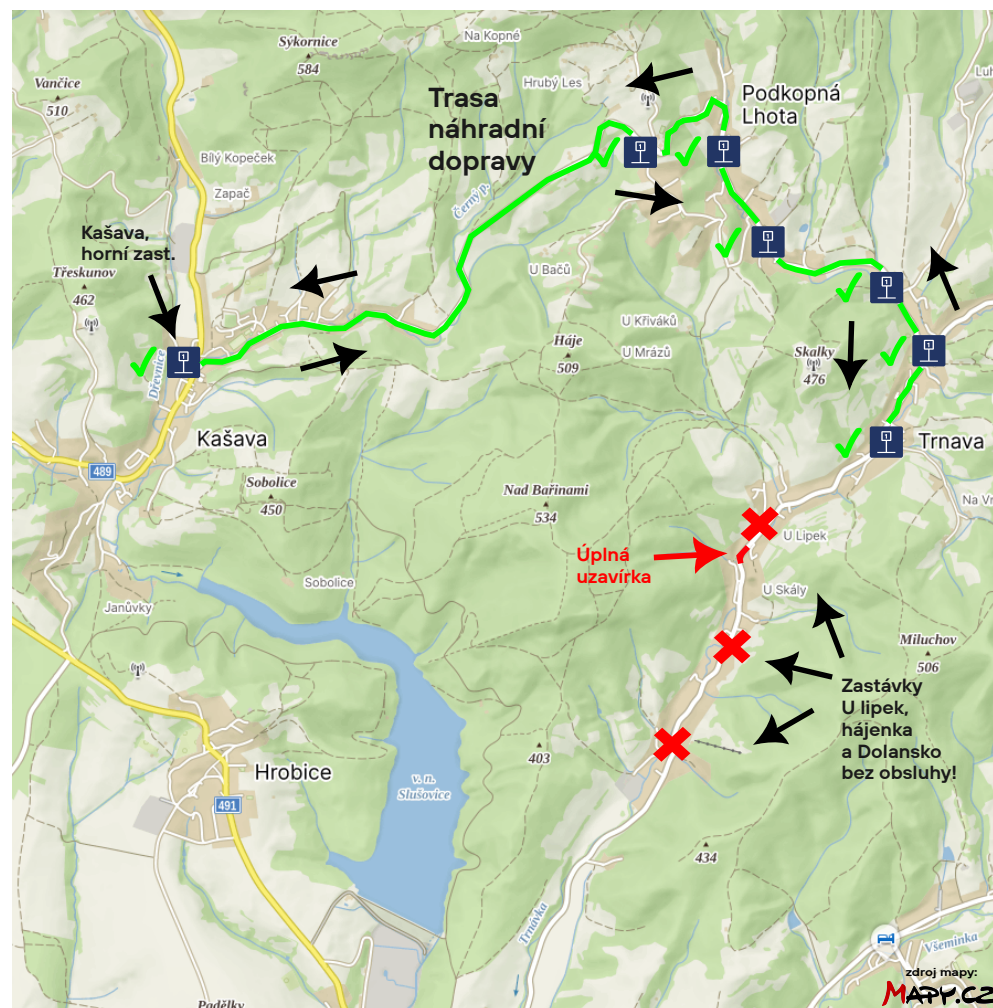 Na Kopné
Sýkornice
584
Vančice
510
Hrubý Les
Luh
Trasa
náhradní
dopravy
Podkopná
Lhota
Bílý Kopeček
Zapač
Černý p.
Kašava,
horní zast.
Třeskunov
462
U Bačů
U Křiváků
U Mrázů
Háje
509
Skalky
476
Dřevnice
Kašava
489
Trnava
Sobolice
450
Nad Bařinami
534
Na Vr
U Lipek
Úplná
uzavírka
Sobolice
U Skály
Janůvky
Miluchov
506
Zastávky
U lipek,
hájenka
a Dolansko
bez obsluhy!
403
Hrobice
v. n.
Slušovice
491
434
Trnávka
Všeminka
zdroj mapy:
MAPY.CZ
Padělky